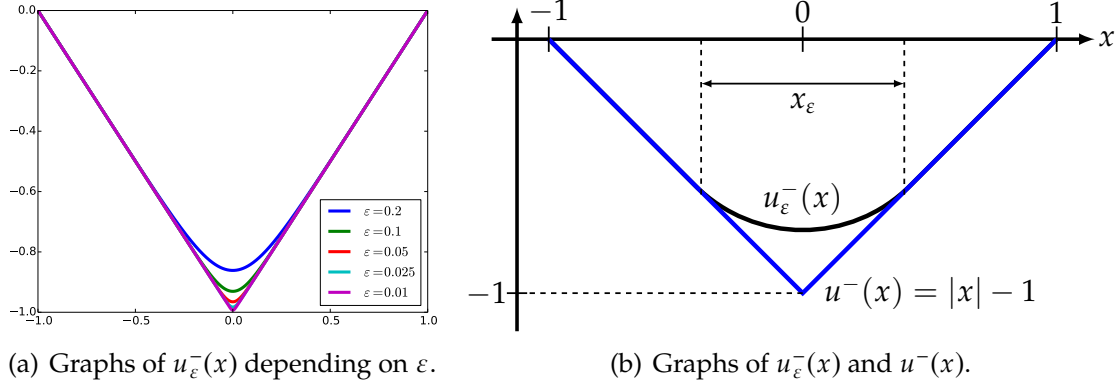 0.0
−0.2
−0.4
−0.6
−0.8
−1.0
−1.0 −0.5 0.0 0.5 1.0
ε=0.2
ε=0.1
ε=0.05
ε=0.025
ε=0.01
(a) Graphs of u_ε^−(x) depending on ε.
−1 0 1
x
x_ε
u_ε^−(x)
−1
u^−(x) = |x| − 1
(b) Graphs of u_ε^−(x) and u^−(x).